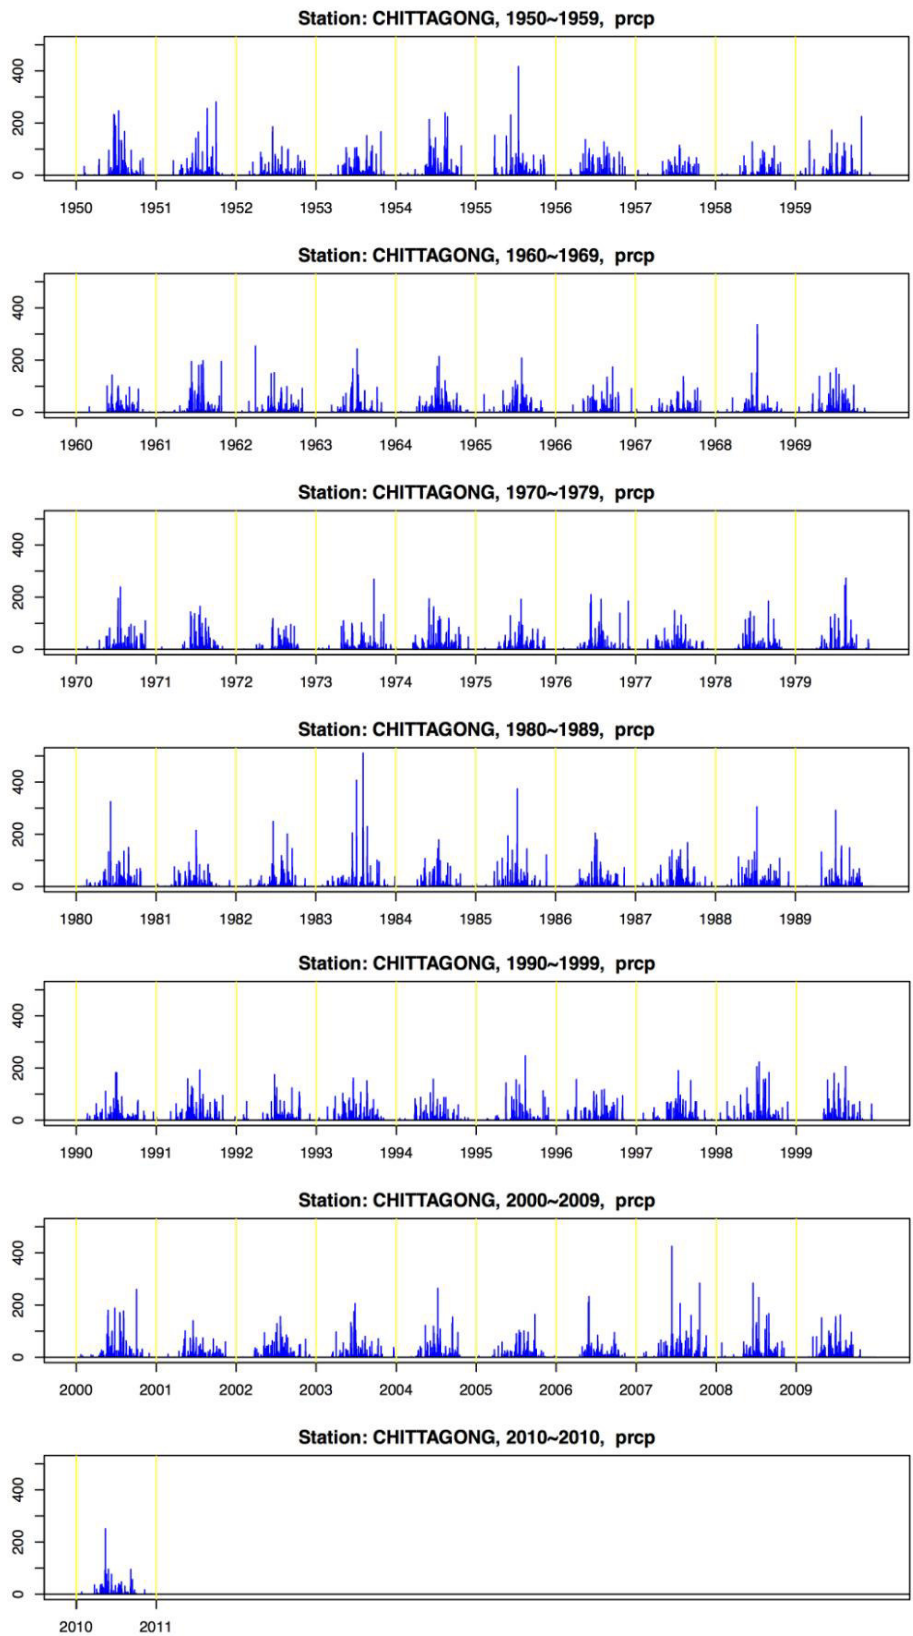 Station: CHITTAGONG, 1950~1959, prcp
400
200
0
1950 1951 1952 1953 1954 1955 1956 1957 1958 1959
Station: CHITTAGONG, 1960~1969, prcp
400
200
0
1960 1961 1962 1963 1964 1965 1966 1967 1968 1969
Station: CHITTAGONG, 1970~1979, prcp
400
200
0
1970 1971 1972 1973 1974 1975 1976 1977 1978 1979
Station: CHITTAGONG, 1980~1989, prcp
400
200
0
1980 1981 1982 1983 1984 1985 1986 1987 1988 1989
Station: CHITTAGONG, 1990~1999, prcp
400
200
0
1990 1991 1992 1993 1994 1995 1996 1997 1998 1999
Station: CHITTAGONG, 2000~2009, prcp
400
200
0
2000 2001 2002 2003 2004 2005 2006 2007 2008 2009
Station: CHITTAGONG, 2010~2010, prcp
400
200
0
2010 2011